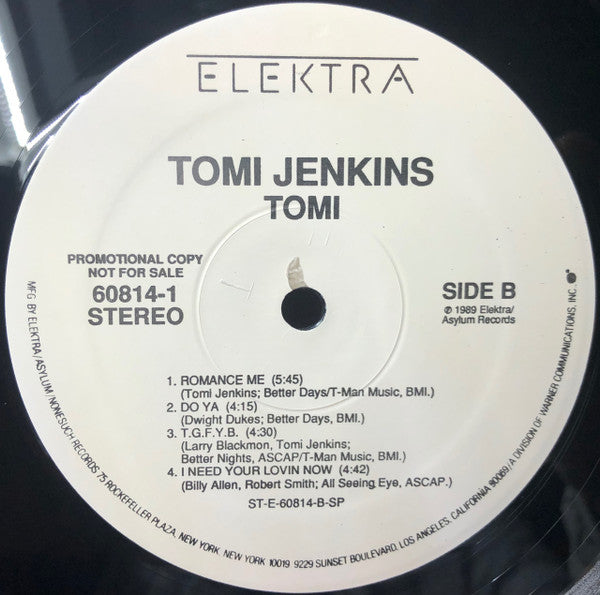 ELEKTRA
TOMI JENKINS
TOMI
PROMOTIONAL COPY
NOT FOR SALE
60814-1
STEREO
SIDE B
℗ 1989 Elektra/
Asylum Records
1. ROMANCE ME (5:45)
(Tomi Jenkins; Better Days/T-Man Music, BMI.)
2. DO YA (4:15)
(Dwight Dukes; Better Days, BMI.)
3. T.G.F.Y.B. (4:30)
(Larry Blackmon, Tomi Jenkins;
Better Nights, ASCAP/T-Man Music, BMI.)
4. I NEED YOUR LOVIN NOW (4:42)
(Billy Allen, Robert Smith; All Seeing Eye, ASCAP.)
ST-E-60814-B-SP
MFG BY ELEKTRA/ASYLUM/NONESUCH RECORDS 75 ROCKEFELLER PLAZA, NEW YORK NEW YORK 10019 9229 SUNSET BOULEVARD, LOS ANGELES, CALIFORNIA 90069/A DIVISION OF WARNER COMMUNICATIONS, INC.